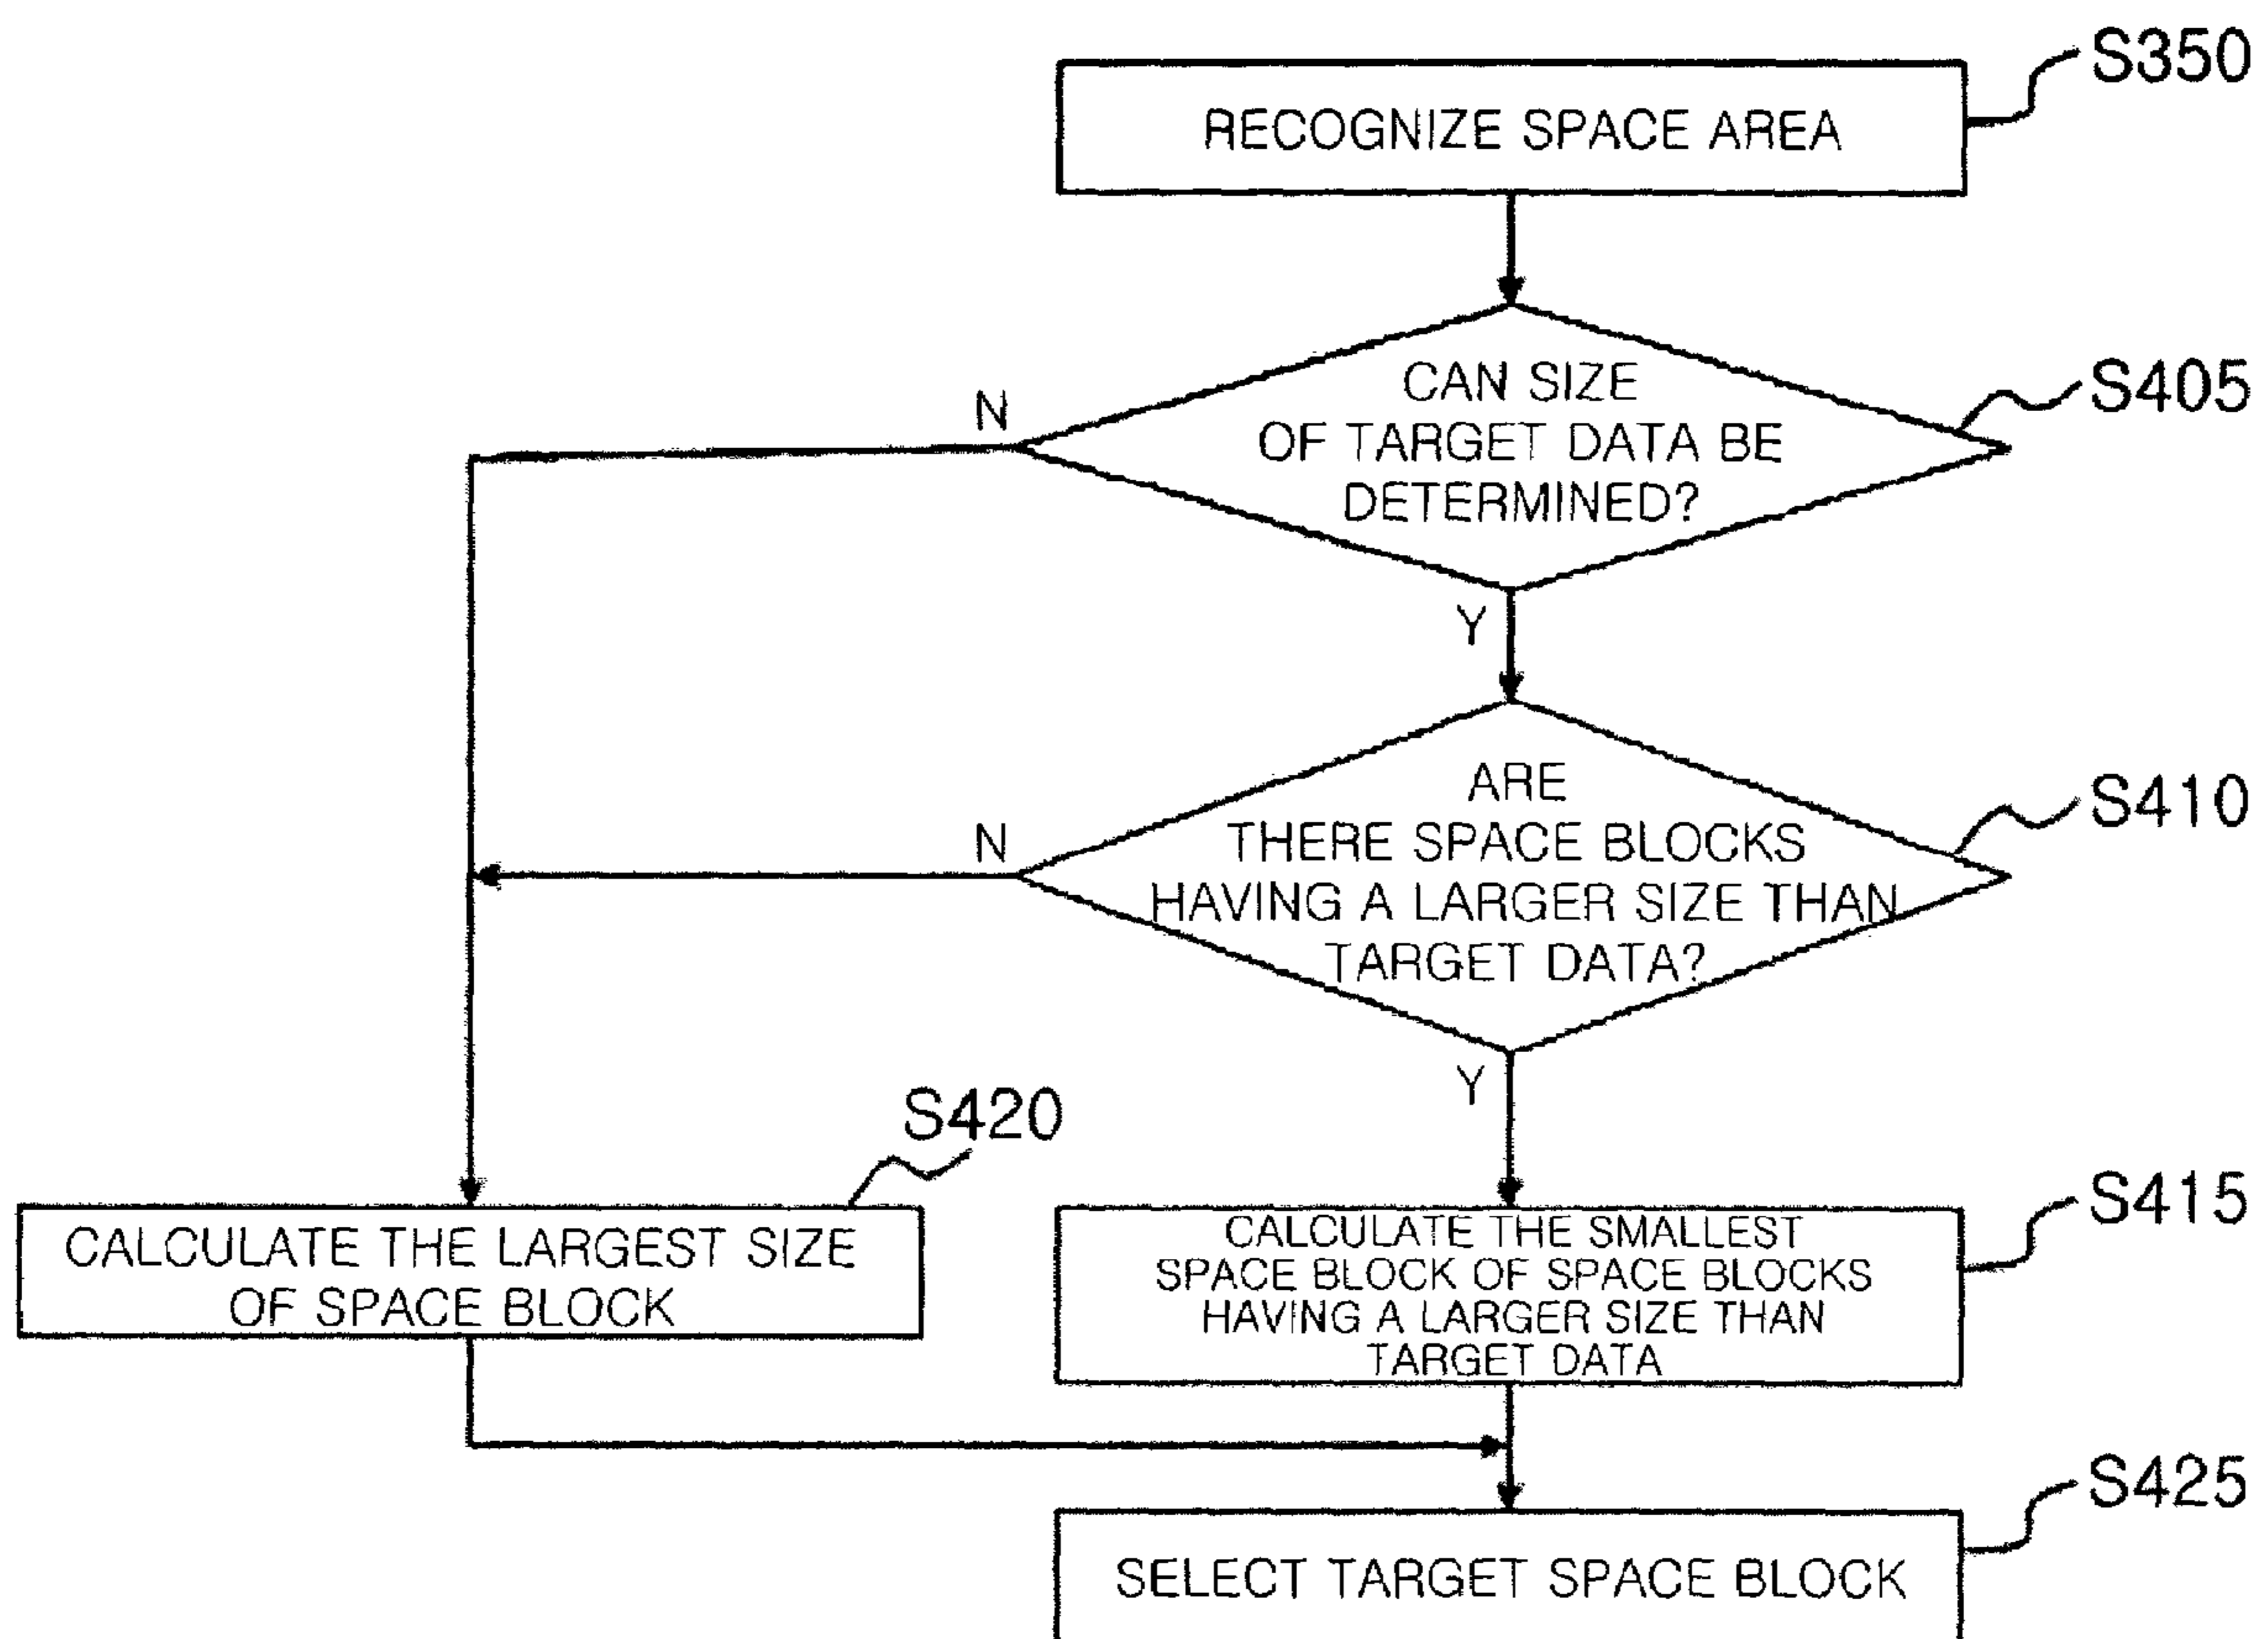 S350
RECOGNIZE SPACE AREA
CAN SIZE
OF TARGET DATA BE
DETERMINED?
S405
N
Y
ARE
THERE SPACE BLOCKS
HAVING A LARGER SIZE THAN
TARGET DATA?
S410
N
Y
S420
CALCULATE THE LARGEST SIZE
OF SPACE BLOCK
S415
CALCULATE THE SMALLEST
SPACE BLOCK OF SPACE BLOCKS
HAVING A LARGER SIZE THAN
TARGET DATA
S425
SELECT TARGET SPACE BLOCK